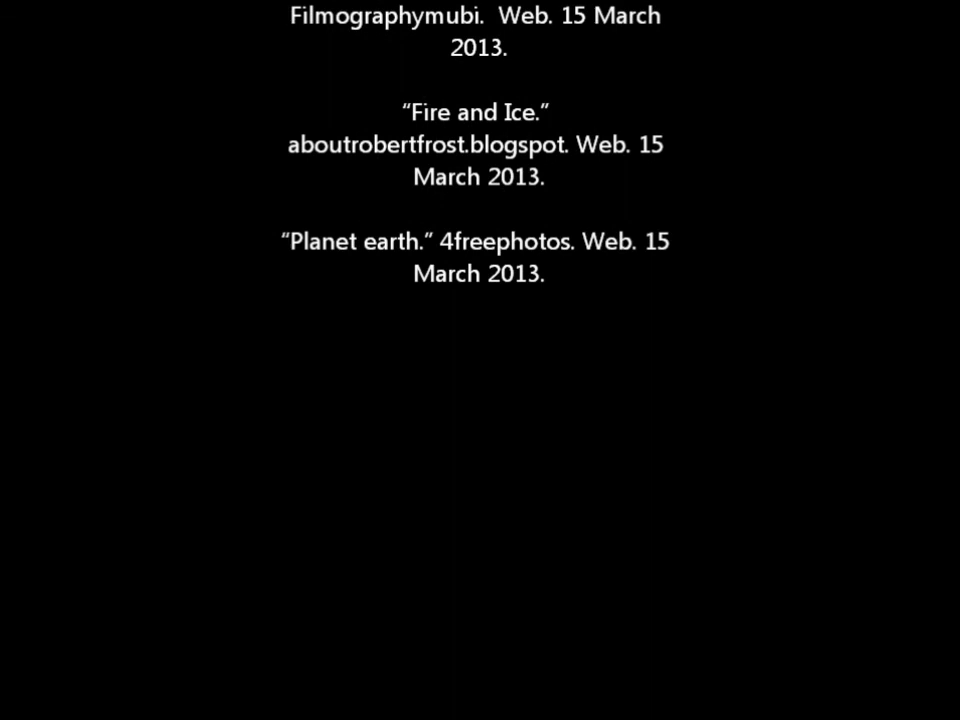 Filmographymubi.  Web. 15 March
2013.
“Fire and Ice.”
aboutrobertfrost.blogspot. Web. 15
March 2013.
“Planet earth.” 4freephotos. Web. 15
March 2013.